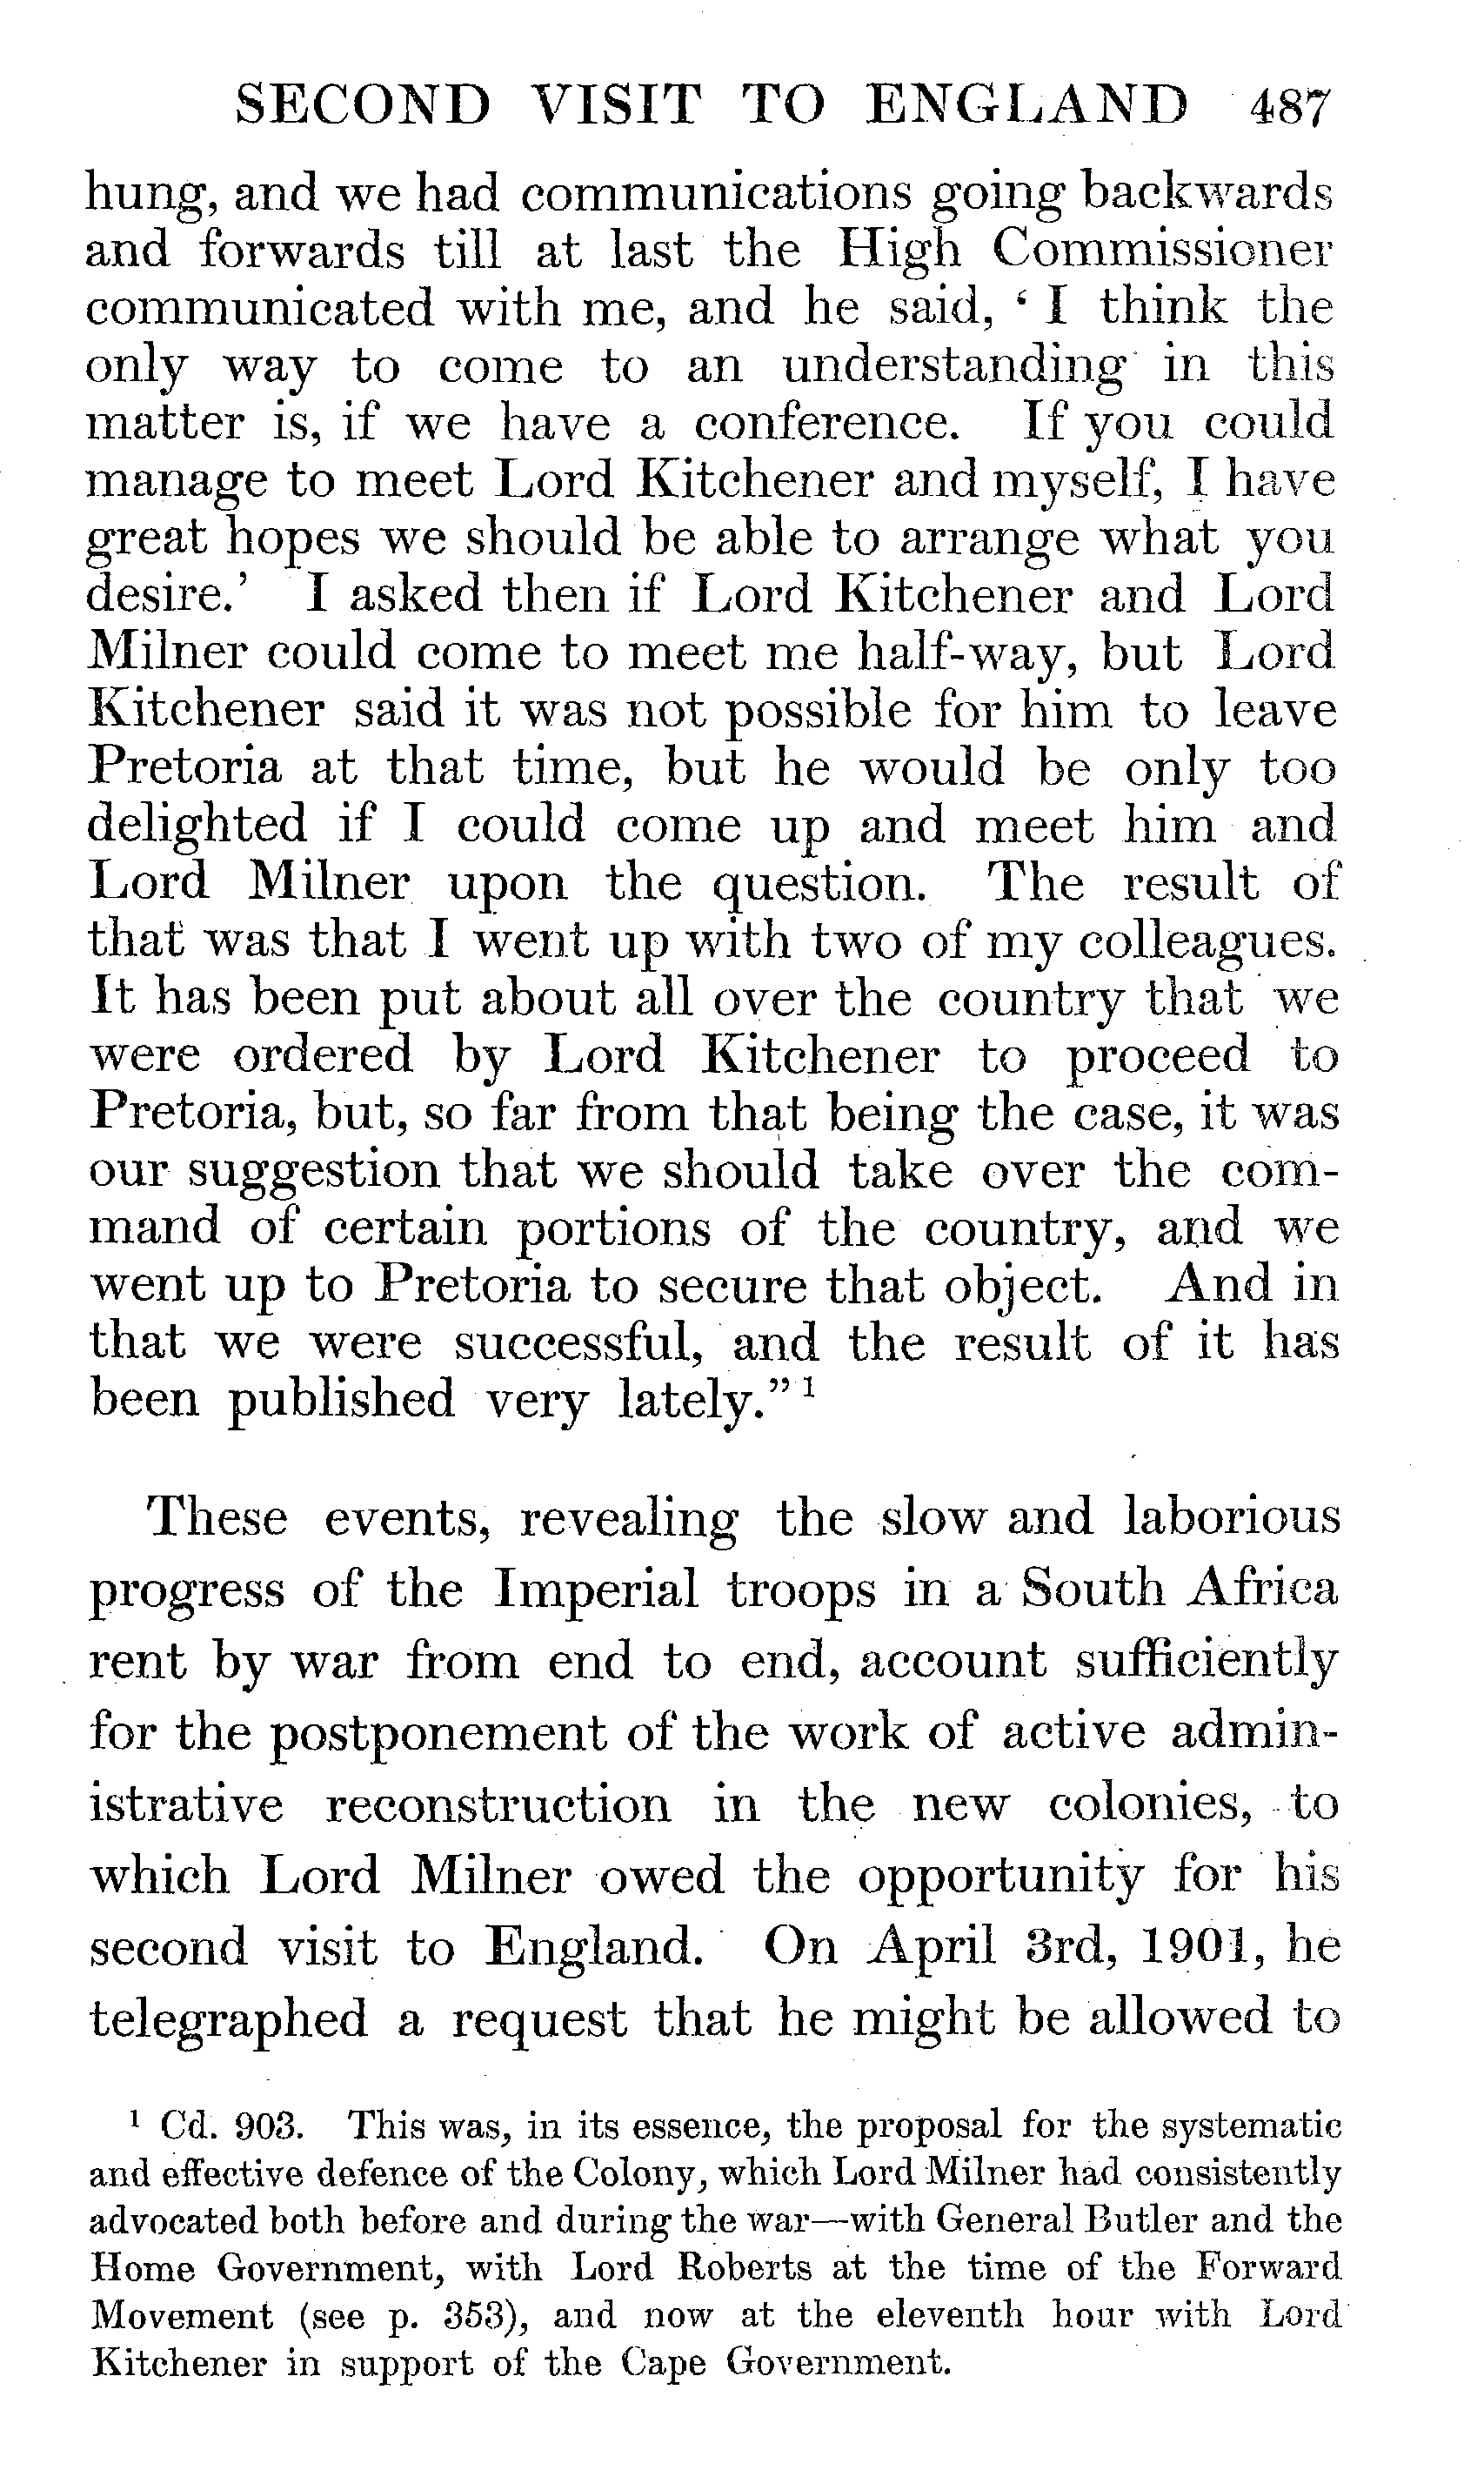 SECOND VISIT TO ENGLAND 487
hung, and we had communications going backwards
and forwards till at last the High Commissioner
communicated with me, and he said, ‘ I think the
only way to come to an understanding in this
matter is, if we have a conference. If you could
manage to meet Lord Kitchener and myself, I have
great hopes we should be able to arrange what you
desire.’ I asked then if Lord Kitchener and Lord
Milner could come to meet me half-way, but Lord
Kitchener said it was not possible for him to leave
Pretoria at that time, but he would be only too
delighted if I could come up and meet him and
Lord Milner upon the question. The result of
that was that I went up with two of my colleagues.
It has been put about all over the country that we
were ordered by Lord Kitchener to proceed to
Pretoria, but, so far from that being the case, it was
our suggestion that we should take over the com-
mand of certain portions of the country, and we
went up to Pretoria to secure that object. And in
that we were successful, and the result of it has
been published very lately.” 1
These events, revealing the slow and laborious
progress of the Imperial troops in a South Africa
rent by war from end to end, account sufficiently
for the postponement of the work of active admin-
istrative reconstruction in the new colonies, to
which Lord Milner owed the opportunity for his
second visit to England. On April 3rd, 1901, he
telegraphed a request that he might be allowed to
1 Cd. 903. This was, in its essence, the proposal for the systematic
and effective defence of the Colony, which Lord Milner had consistently
advocated both before and during the war—with General Butler and the
Home Government, with Lord Roberts at the time of the Forward
Movement (see p. 353), and now at the eleventh hour with Lord
Kitchener in support of the Cape Government.